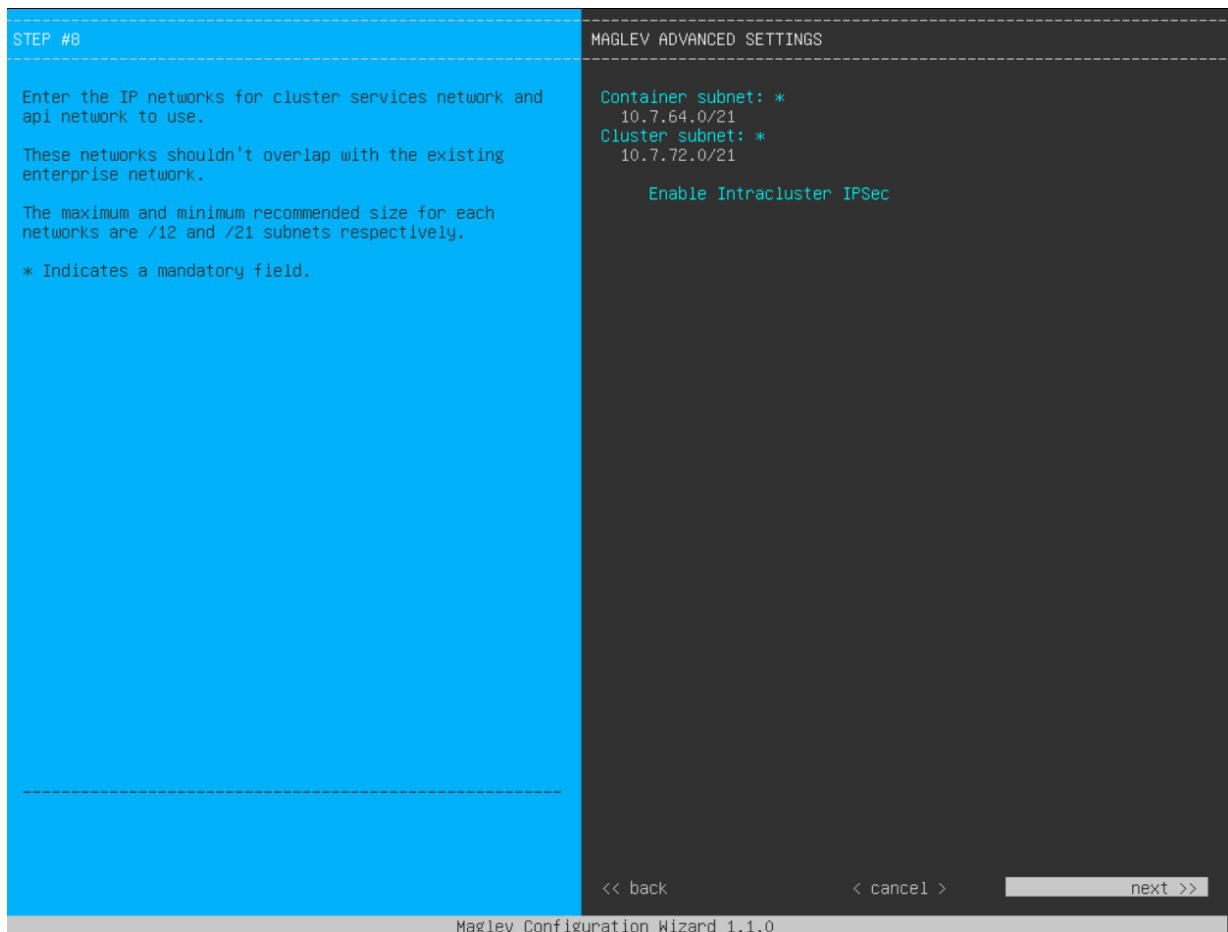 STEP #8
Enter the IP networks for cluster services network and
api network to use.
These networks shouldn't overlap with the existing
enterprise network.
The maximum and minimum recommended size for each
networks are /12 and /21 subnets respectively.
* Indicates a mandatory field.
MAGLEV ADVANCED SETTINGS
Container subnet: *
10.7.64.0/21
Cluster subnet: *
10.7.72.0/21
Enable Intracluster IPSec
<< back < cancel > next >>
Maglev Configuration Wizard 1.1.0